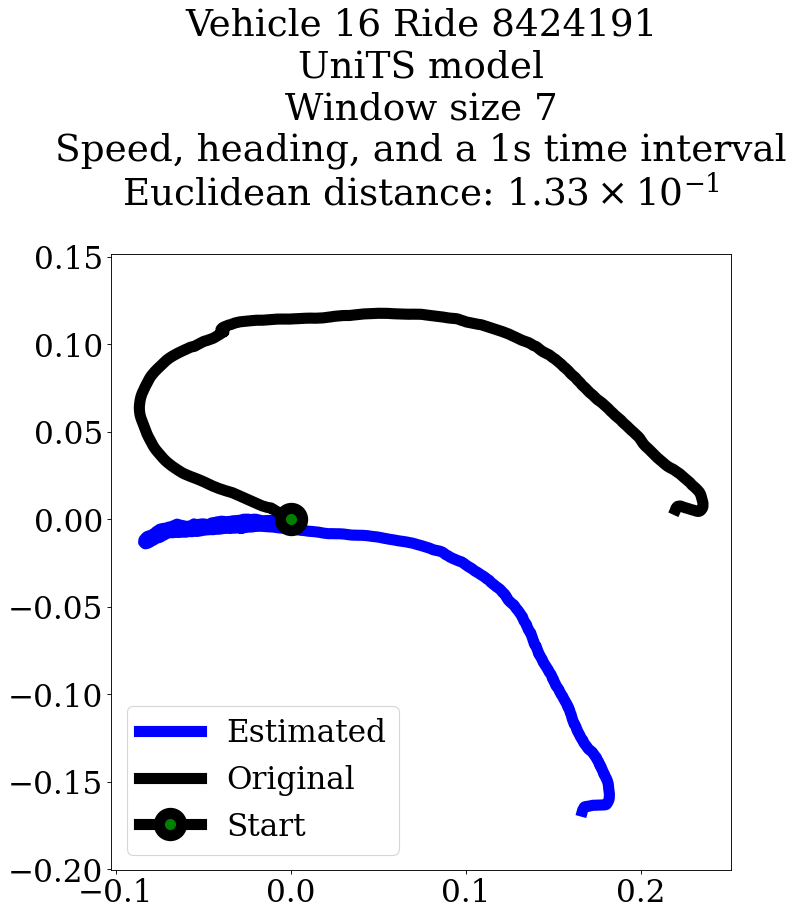 Vehicle 16 Ride 8424191
UniTS model
Window size 7
Speed, heading, and a 1s time interval
Euclidean distance: 1.33 × 10⁻¹
0.15
0.10
0.05
0.00
−0.05
−0.10
−0.15
−0.20
Estimated
Original
Start
−0.1
0.0
0.1
0.2